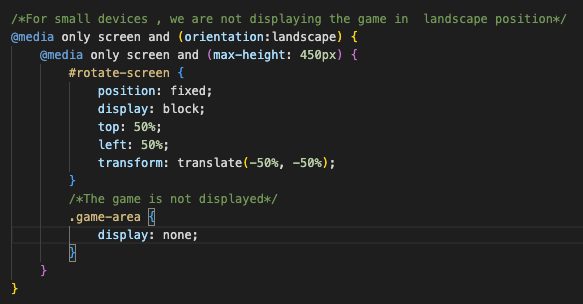 /*For small devices , we are not displaying the game in  landscape position*/
@media only screen and (orientation:landscape) {
    @media only screen and (max-height: 450px) {
        #rotate-screen {
            position: fixed;
            display: block;
            top: 50%;
            left: 50%;
            transform: translate(-50%, -50%);
        }
        /*The game is not displayed*/
        .game-area {
            display: none;
        }
    }
}